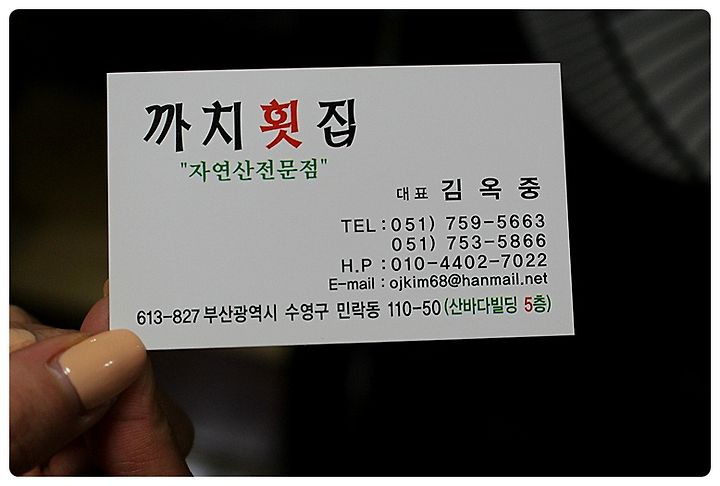 까치횟집
"자연산전문점"
대표 김 옥 중
TEL : 051) 759-5663
051) 753-5866
H.P : 010-4402-7022
E-mail : ojkim68@hanmail.net
613-827 부산광역시 수영구 민락동 110-50 (산바다빌딩 5층)